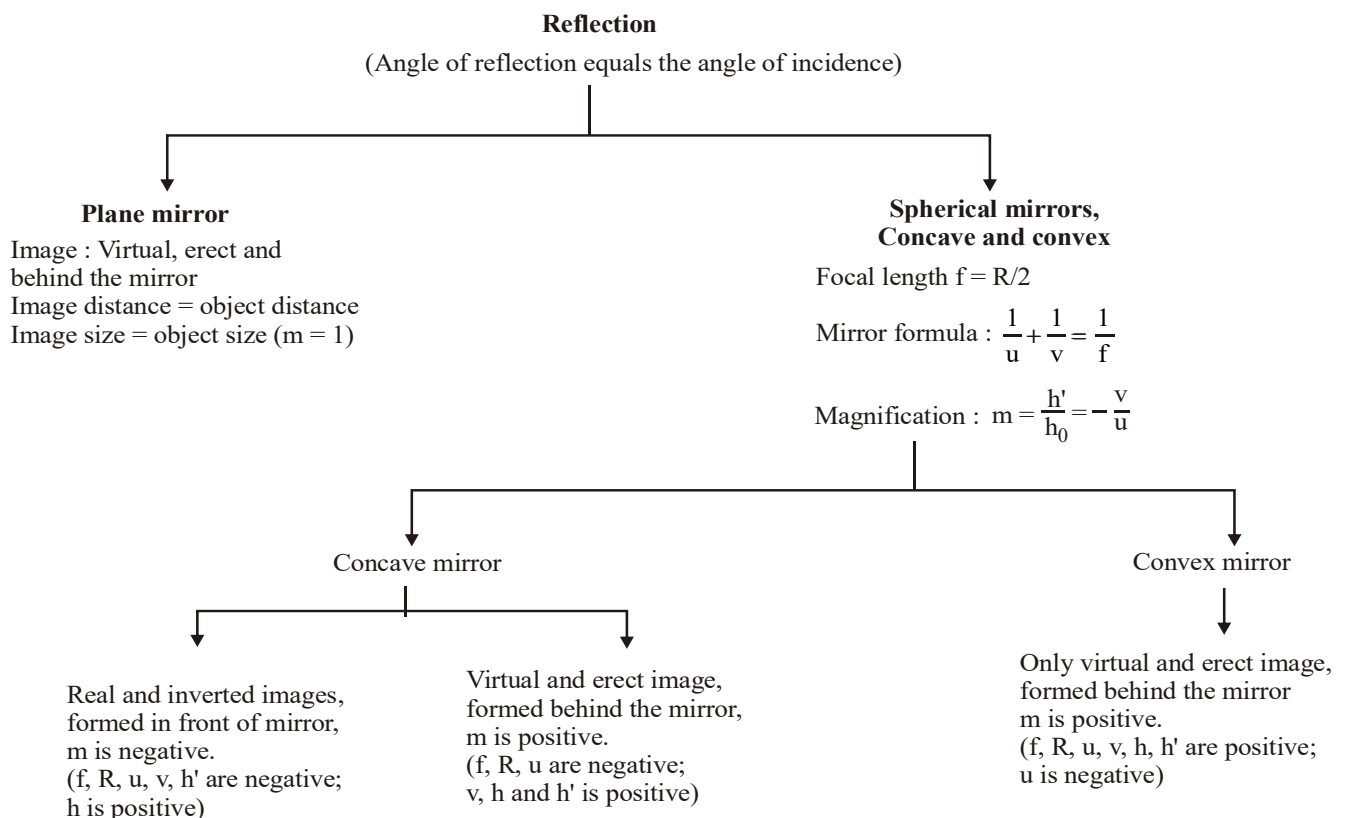 Reflection
(Angle of reflection equals the angle of incidence)
Plane mirror
Image : Virtual, erect and
behind the mirror
Image distance = object distance
Image size = object size (m = 1)
Spherical mirrors,
Concave and convex
Focal length f = R/2
Mirror formula : 1/u + 1/v = 1/f
Magnification : m = h'/h₀ = − v/u
Concave mirror
Real and inverted images,
formed in front of mirror,
m is negative.
(f, R, u, v, h' are negative;
h is positive)
Virtual and erect image,
formed behind the mirror,
m is positive.
(f, R, u are negative;
v, h and h' is positive)
Convex mirror
Only virtual and erect image,
formed behind the mirror
m is positive.
(f, R, u, v, h, h' are positive;
u is negative)